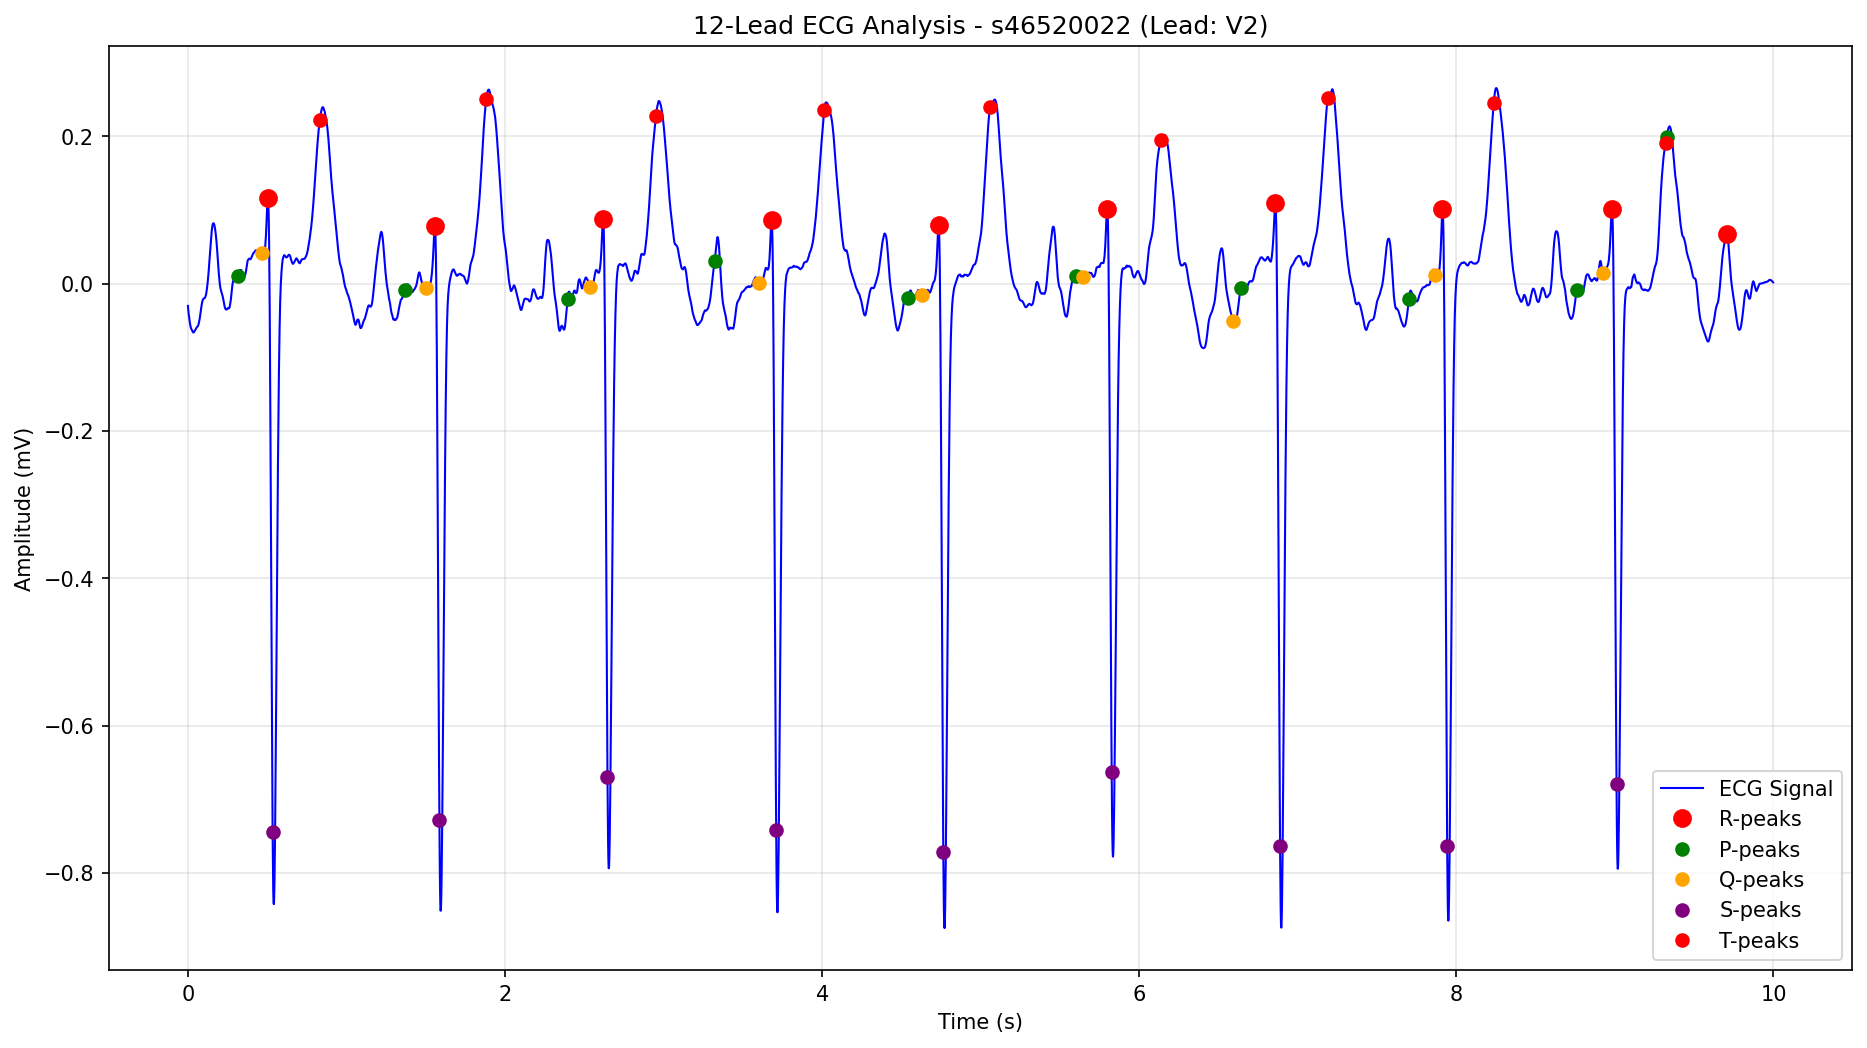 12-Lead ECG Analysis - s46520022 (Lead: V2)
Amplitude (mV)
0.2
0.0
−0.2
−0.4
−0.6
−0.8
0 2 4 6 8 10
Time (s)
ECG Signal
R-peaks
P-peaks
Q-peaks
S-peaks
T-peaks